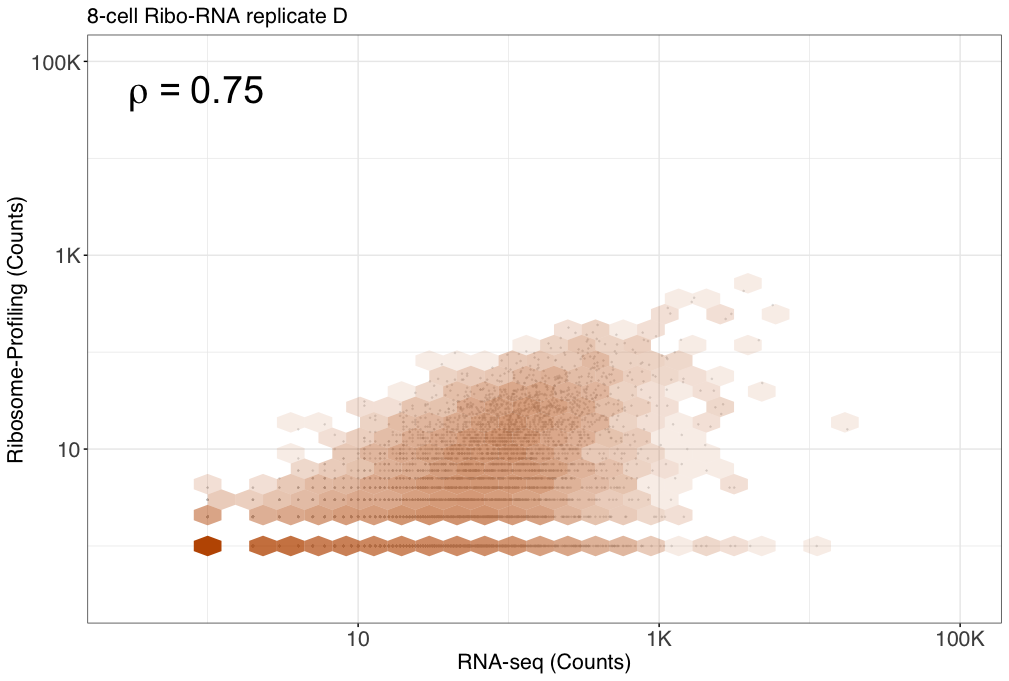 8-cell Ribo-RNA replicate D
100K
ρ = 0.75
1K
10
Ribosome-Profiling (Counts)
10
1K
100K
RNA-seq (Counts)